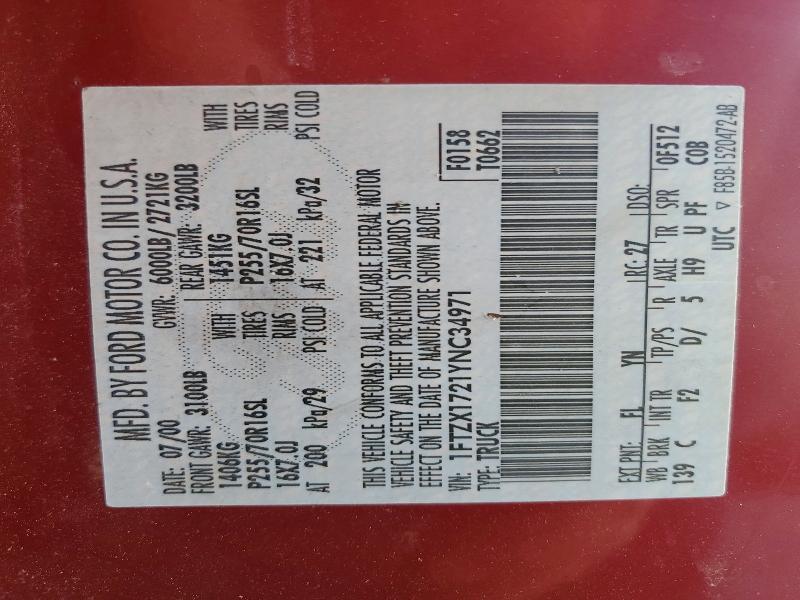 MFD. BY FORD MOTOR CO. IN U.S.A.
DATE: 07/00 GVWR: 6000LB/ 2721KG
FRONT GAWR: 3100LB REAR GAWR: 3200LB
1406KG WITH 1451KG WITH
P255/70R16SL TIRES P255/70R16SL TIRES
16X7.0J RIMS 16X7.0J RIMS
AT 200 kPa/29 PSI COLD AT 221 kPa/32 PSI COLD
THIS VEHICLE CONFORMS TO ALL APPLICABLE FEDERAL MOTOR
VEHICLE SAFETY AND THEFT PREVENTION STANDARDS IN
EFFECT ON THE DATE OF MANUFACTURE SHOWN ABOVE.
VIN: 1FTZX1721YNC34971 F0158
TYPE: TRUCK T0662
EXT PNT: FL YN RC: 27 DSO:
WB BRK INT TR TP/PS R AXLE TR SPR 0F512
139 C F2 D/ 5 H9 U PF COB
UTC ▽ F85B-1520472-AB